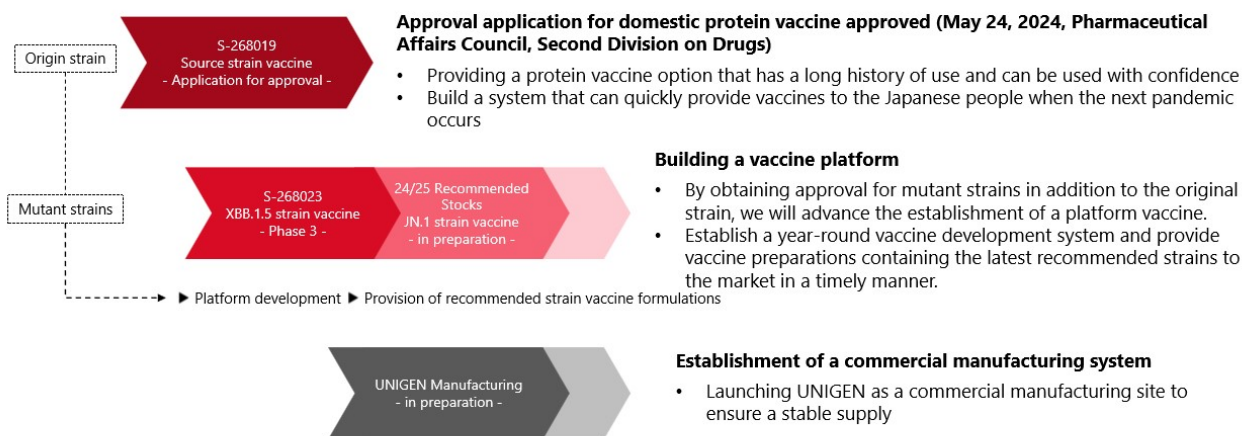 Origin strain
S-268019
Source strain vaccine
- Application for approval -
Approval application for domestic protein vaccine approved (May 24, 2024, Pharmaceutical
Affairs Council, Second Division on Drugs)
• Providing a protein vaccine option that has a long history of use and can be used with confidence
• Build a system that can quickly provide vaccines to the Japanese people when the next pandemic
occurs
Mutant strains
S-268023
XBB.1.5 strain vaccine
- Phase 3 -
24/25 Recommended
Stocks
JN.1 strain vaccine
- in preparation -
Building a vaccine platform
• By obtaining approval for mutant strains in addition to the original
strain, we will advance the establishment of a platform vaccine.
• Establish a year-round vaccine development system and provide
vaccine preparations containing the latest recommended strains to
the market in a timely manner.
▶ Platform development ▶ Provision of recommended strain vaccine formulations
UNIGEN Manufacturing
- in preparation -
Establishment of a commercial manufacturing system
• Launching UNIGEN as a commercial manufacturing site to
ensure a stable supply